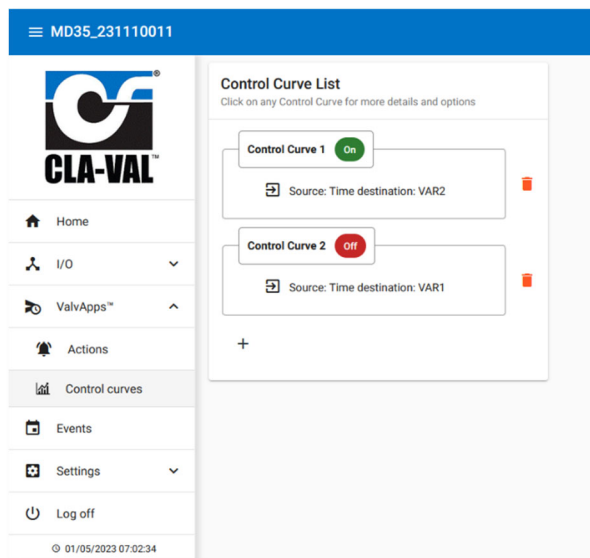 MD35_231110011
CLA-VAL™
®
Home
I/O
ValvApps™
Actions
Control curves
Events
Settings
Log off
01/05/2023 07:02:34
Control Curve List
Click on any Control Curve for more details and options
Control Curve 1 On
Source: Time destination: VAR2
Control Curve 2 Off
Source: Time destination: VAR1
+